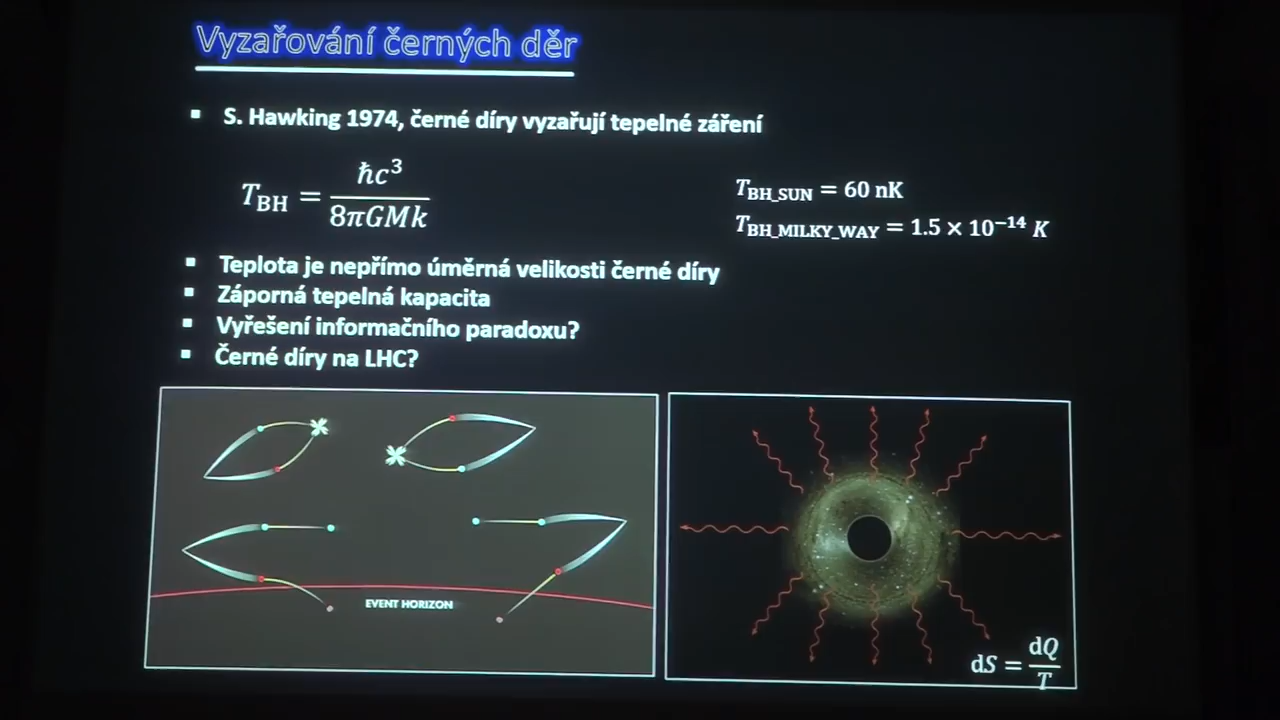 Vyzařování černých děr
▪ S. Hawking 1974, černé díry vyzařují tepelné záření
T_BH = ħc³ / 8πGMk
T_BH_SUN = 60 nK
T_BH_MILKY_WAY = 1.5 × 10⁻¹⁴ K
▪ Teplota je nepřímo úměrná velikosti černé díry
▪ Záporná tepelná kapacita
▪ Vyřešení informačního paradoxu?
▪ Černé díry na LHC?
EVENT HORIZON
dS = dQ / T